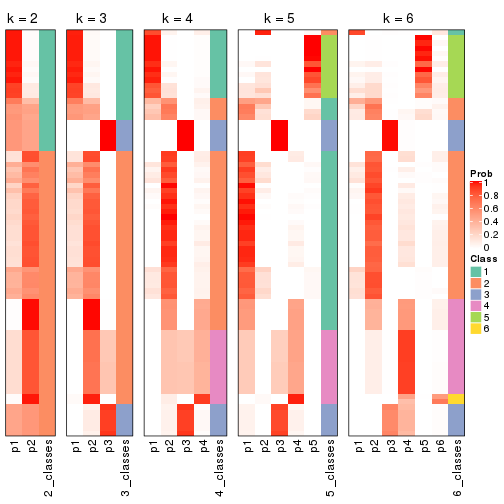 k = 2
k = 3
k = 4
k = 5
k = 6
Prob
1
0.8
0.6
0.4
0.2
0
Class
1
2
3
4
5
6
p1
p2
2_classes
p1
p2
p3
3_classes
p1
p2
p3
p4
4_classes
p1
p2
p3
p4
p5
5_classes
p1
p2
p3
p4
p5
p6
6_classes